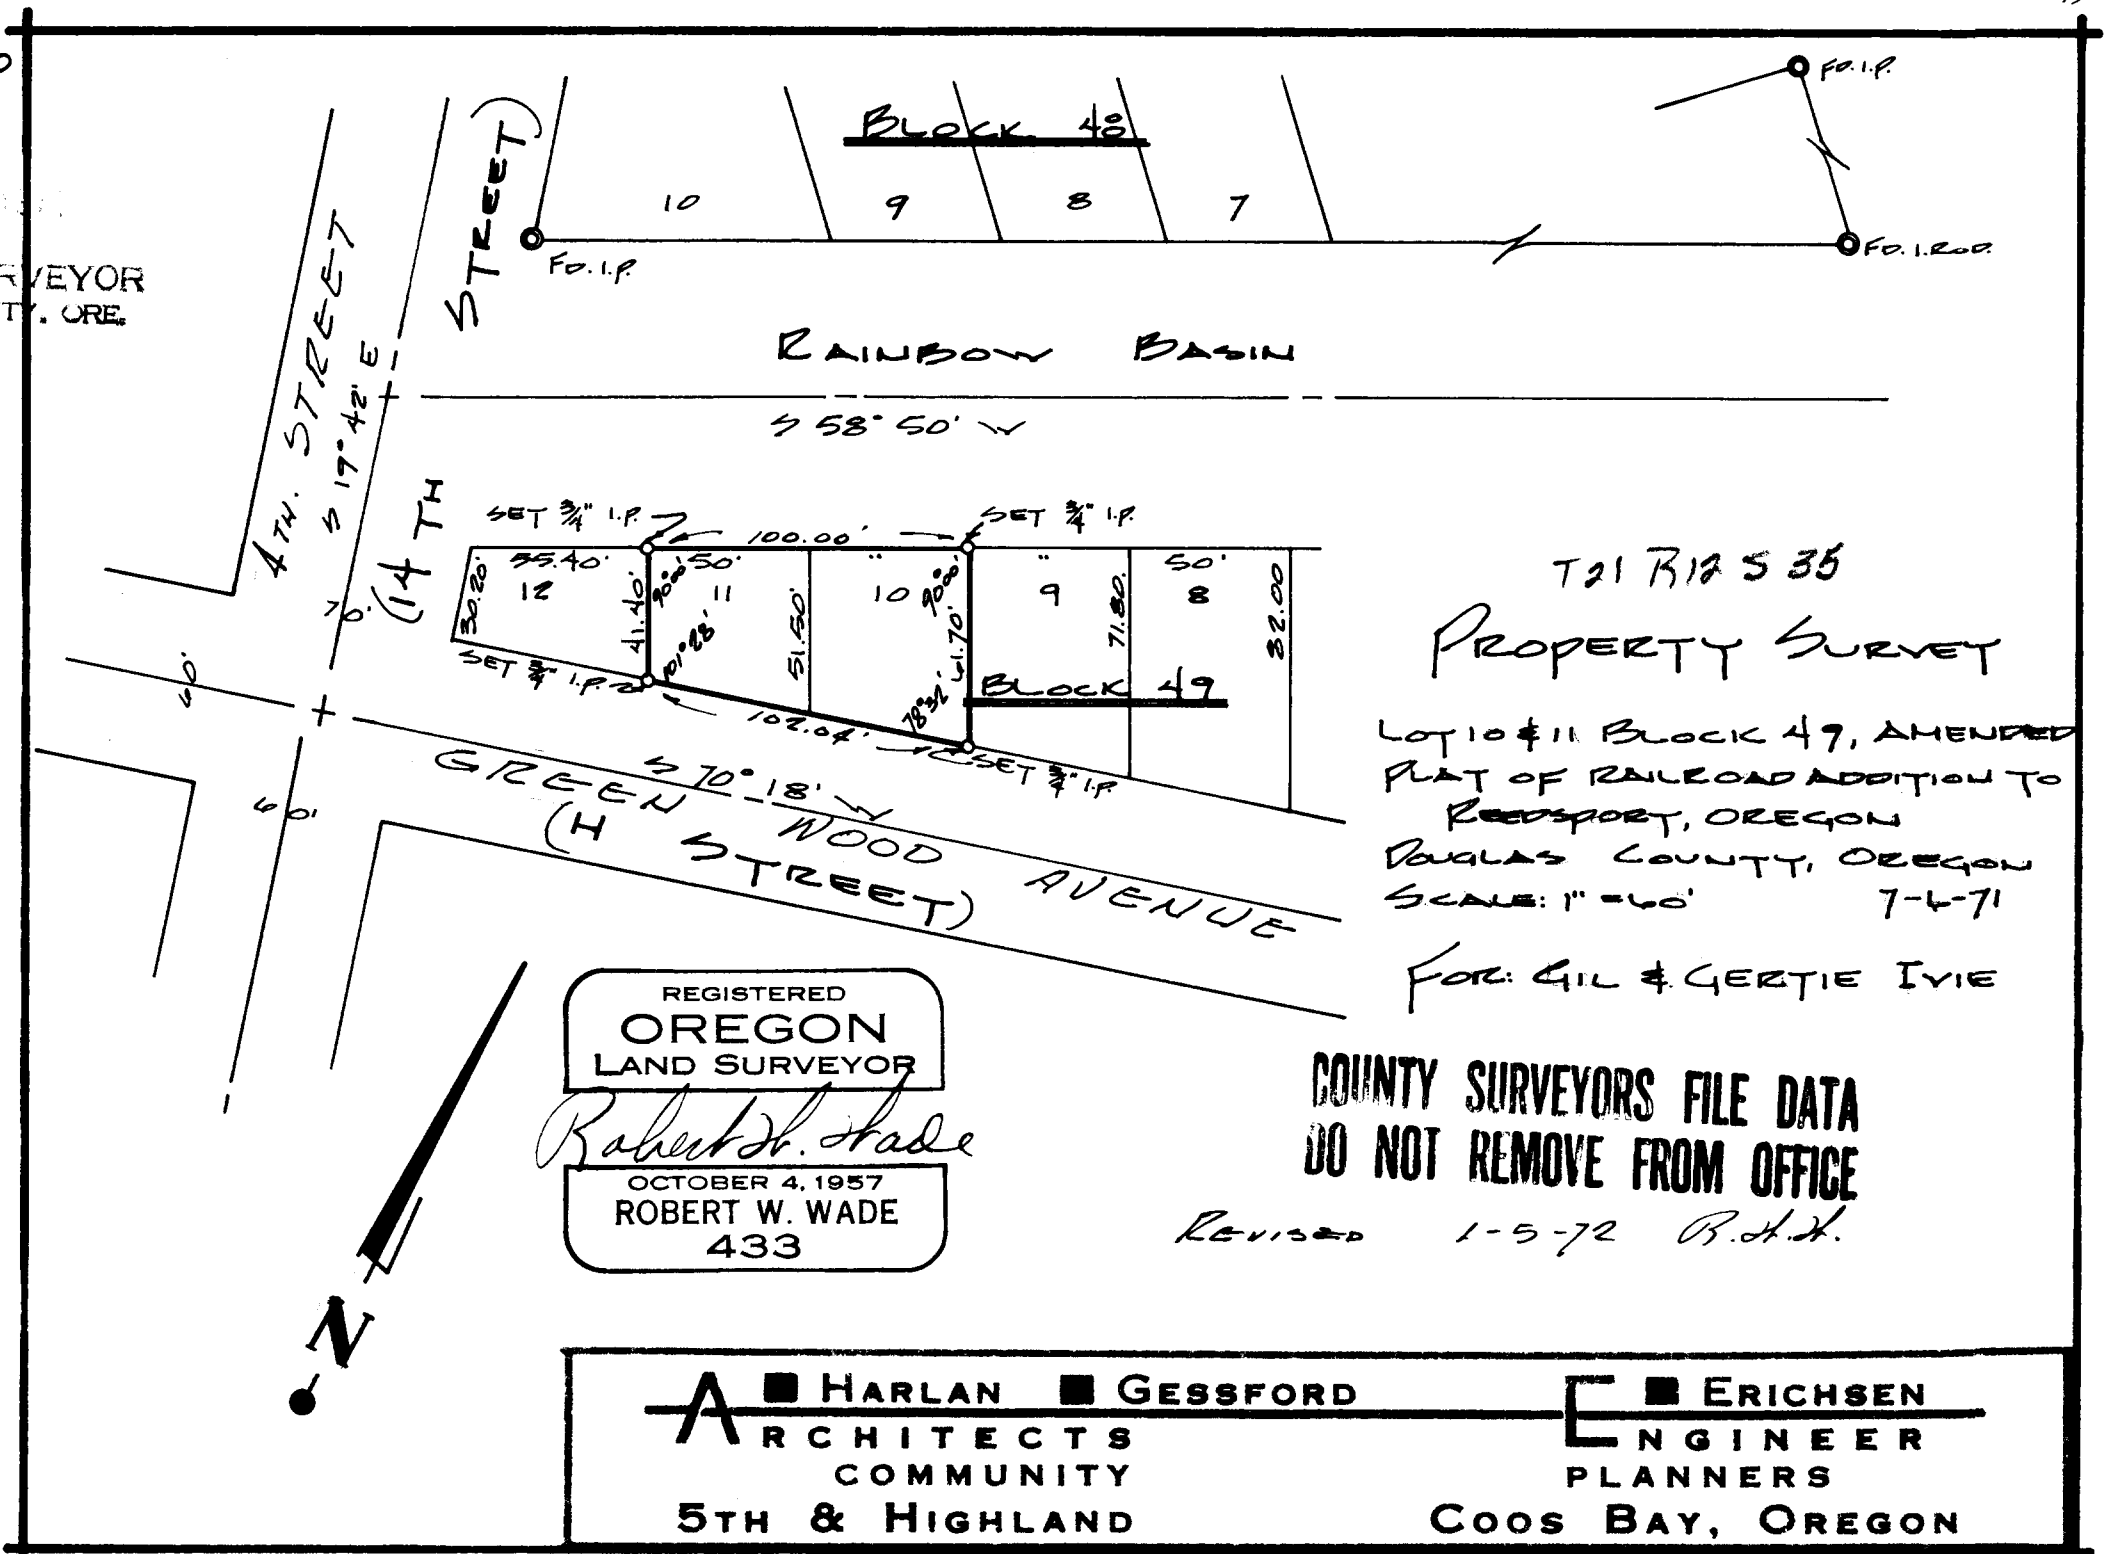 BLOCK 48
10
9
8
7
FD. I.P.
FD. I.P.
FD. I. ROD.
RVEYOR
TY. ORE.
4TH. STREET
S 19° 42' E
(14 TH STREET)
RAINBOW BASIN
S 58° 50' W
SET 3/4" I.P.
100.00'
SET 3/4" I.P.
55.40'
50'
"
"
50'
12
11
10
9
8
30.20'
41.40'
90°00'
101°28'
51.50'
90°00'
61.70'
78°32'
71.80.
82.00
SET 3/4" I.P.
102.04'
SET 3/4" I.P.
BLOCK 49
70'
60'
60'
S 70° 18' W
GREEN WOOD AVENUE
(H STREET)
T21 R12 S 35
PROPERTY SURVEY
LOT 10 & 11 BLOCK 49, AMENDED
PLAT OF RAILROAD ADDITION TO
REEDSPORT, OREGON
DOUGLAS COUNTY, OREGON
SCALE: 1" = 60' 7-6-71
FOR: GIL & GERTIE IVIE
REGISTERED
OREGON
LAND SURVEYOR
Robert W. Wade
OCTOBER 4, 1957
ROBERT W. WADE
433
COUNTY SURVEYORS FILE DATA
DO NOT REMOVE FROM OFFICE
REVISED 1-5-72 R.W.W.
N
HARLAN GESSFORD
ARCHITECTS
COMMUNITY
5TH & HIGHLAND
ERICHSEN
ENGINEER
PLANNERS
COOS BAY, OREGON